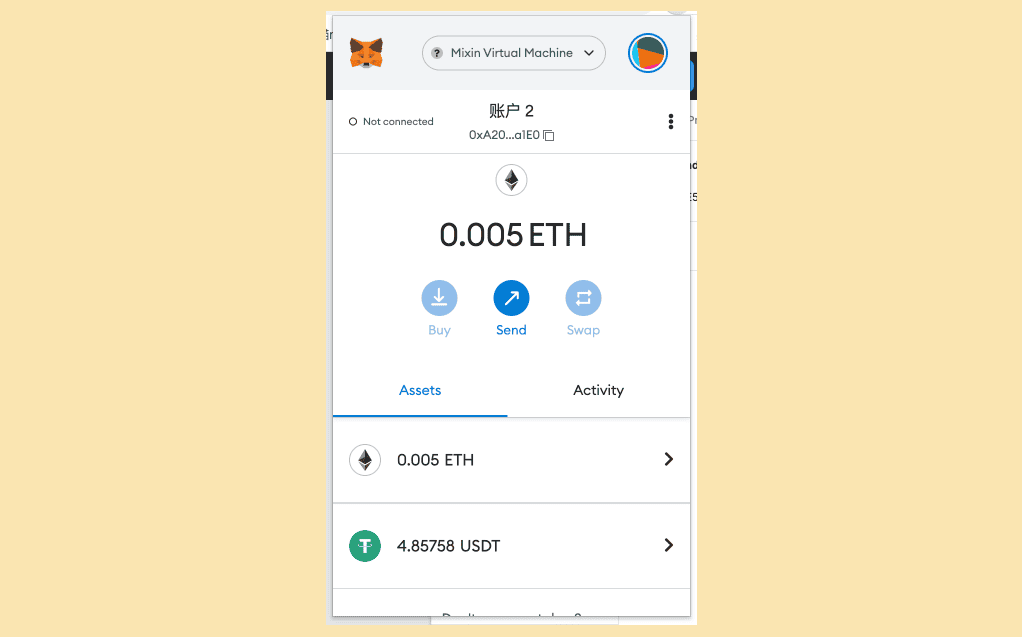 Mixin Virtual Machine
Not connected
账户 2
0xA20...a1E0
0.005 ETH
Buy
Send
Swap
Assets
Activity
0.005 ETH
4.85758 USDT